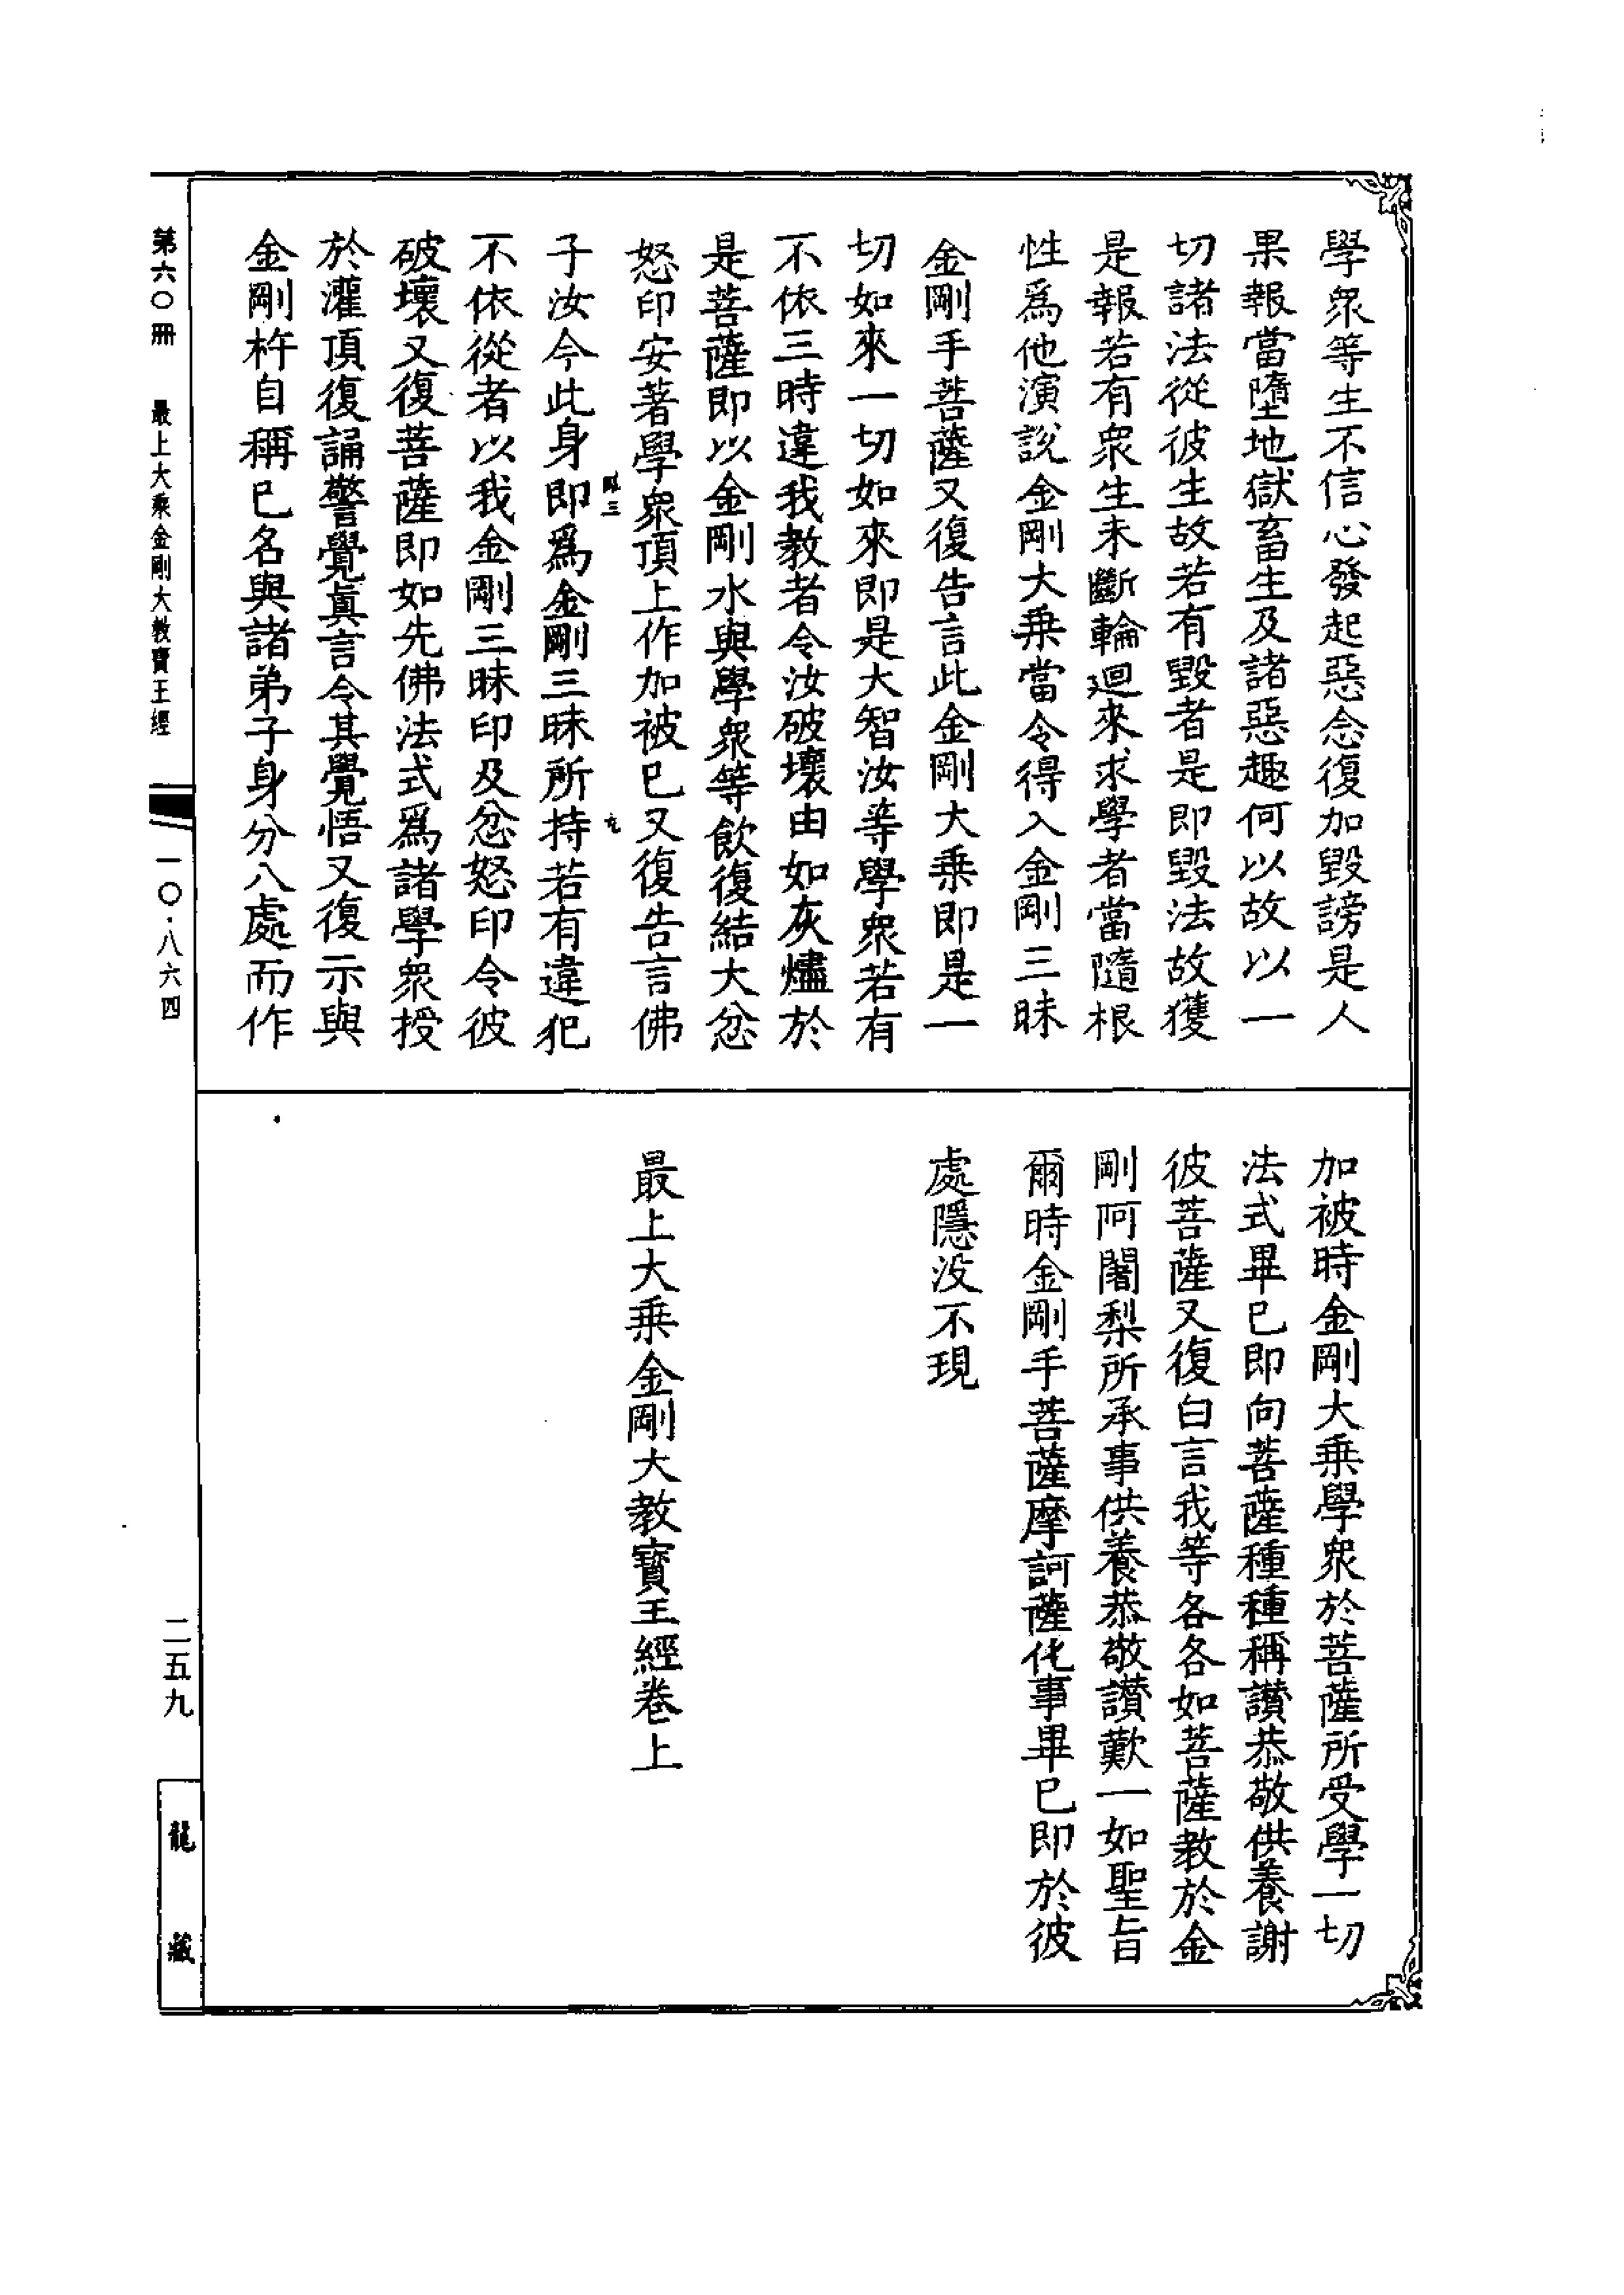 學衆等生不信心發起惡念復加毀謗是人
果報當墮地獄畜生及諸惡趣何以故以一
切諸法從彼生故若有毀者是即毀法故獲
是報若有衆生未斷輪迴來求學者當隨根
性爲他演說金剛大乗當令得入金剛三昧
金剛手菩薩又復告言此金剛大乗即是一
切如來一切如來即是大智汝等學衆若有
不依三時違我教者令汝破壞由如灰燼於
是菩薩即以金剛水與學衆等飲復結大忿
怒印安著學衆頂上作加被已又復告言佛
子汝今此身即爲金剛三昧所持若有違犯
不依從者以我金剛三昧印及忿怒印令彼
破壞又復菩薩即如先佛法式爲諸學衆授
於灌頂復誦警覺真言令其覺悟又復示與
金剛杵自稱已名與諸弟子身分八處而作
加被時金剛大乗學衆於菩薩所受學一切
法式畢已即向菩薩種種稱讚恭敬供養謝
彼菩薩又復白言我等各各如菩薩教於金
剛阿闍梨所承事供養恭敬讃歎一如聖旨
爾時金剛手菩薩摩訶薩化事畢已即於彼
處隱没不現
最上大乗金剛大教寶王經卷上
第六〇冊 最上大乘金剛大教寶王經
一〇·八六四
二五九
龍藏